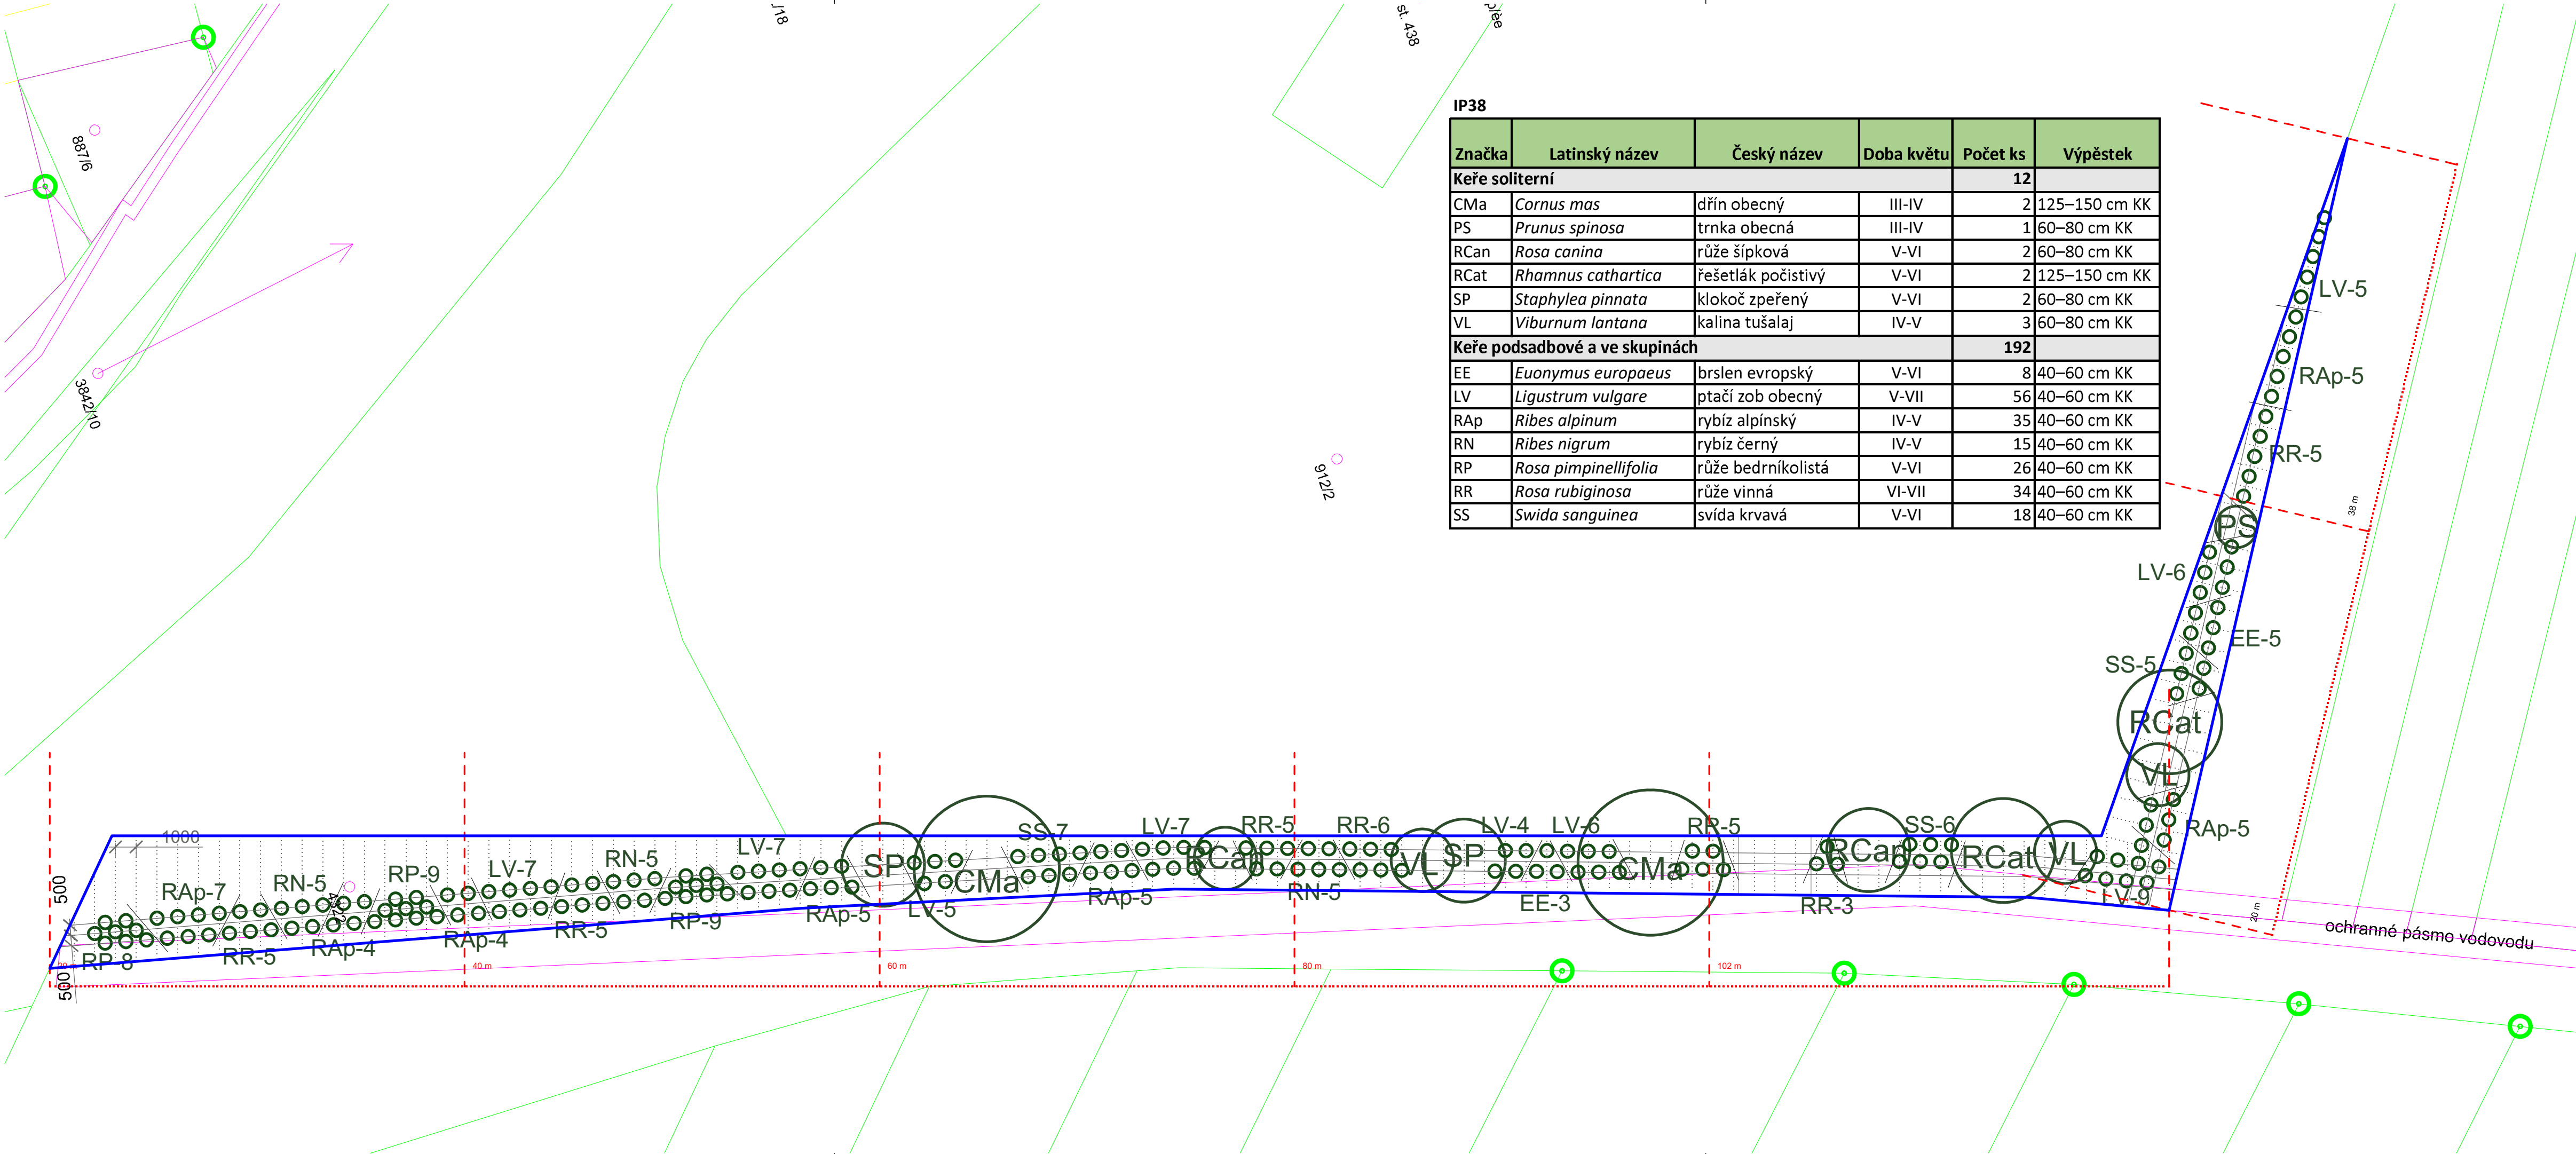 /18
st. 438
887/6
3842/10
912/2
IP38
Značka Latinský název Český název Doba květu Počet ks Výpěstek
Keře soliterní 12
CMa Cornus mas dřín obecný III-IV 2 125–150 cm KK
PS Prunus spinosa trnka obecná III-IV 1 60–80 cm KK
RCan Rosa canina růže šípková V-VI 2 60–80 cm KK
RCat Rhamnus cathartica řešetlák počistivý V-VI 2 125–150 cm KK
SP Staphylea pinnata klokoč zpeřený V-VI 2 60–80 cm KK
VL Viburnum lantana kalina tušalaj IV-V 3 60–80 cm KK
Keře podsadbové a ve skupinách 192
EE Euonymus europaeus brslen evropský V-VI 8 40–60 cm KK
LV Ligustrum vulgare ptačí zob obecný V-VII 56 40–60 cm KK
RAp Ribes alpinum rybíz alpínský IV-V 35 40–60 cm KK
RN Ribes nigrum rybíz černý IV-V 15 40–60 cm KK
RP Rosa pimpinellifolia růže bedrníkolistá V-VI 26 40–60 cm KK
RR Rosa rubiginosa růže vinná VI-VII 34 40–60 cm KK
SS Swida sanguinea svída krvavá V-VI 18 40–60 cm KK
LV-5
RAp-5
RR-5
38 m
PS
LV-6
EE-5
SS-5
RCat
VL
RAp-5
1000
500
500
RAp-7
RN-5
RP-9
LV-7
RN-5
LV-7
SP
CMa
SS-7
LV-7
RCan
RR-5
RR-6
VL
SP
LV-4
LV-6
CMa
RR-5
RCan
SS-6
RCat
VL
RP-8
RR-5
RAp-4
RAp-4
RR-5
RP-9
RAp-5
LV-5
RAp-5
RN-5
EE-3
RR-3
LV-9
20 m
ochranné pásmo vodovodu
40 m
60 m
80 m
102 m